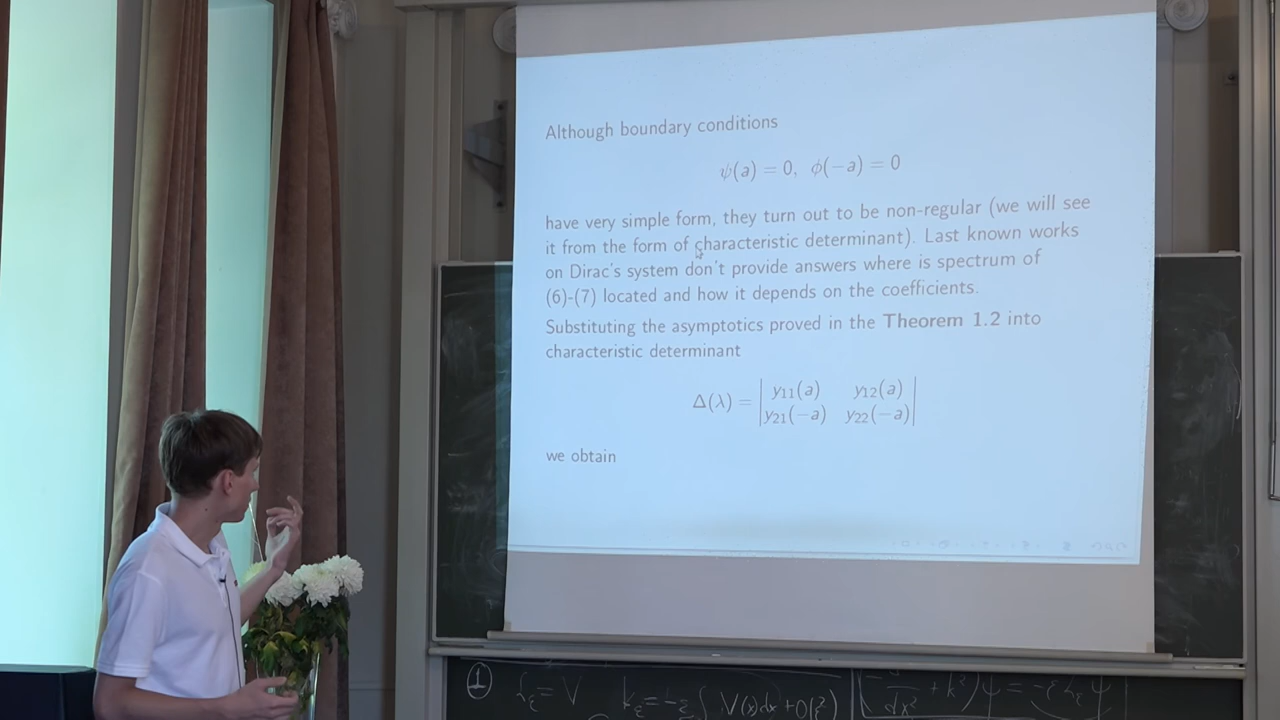 Although boundary conditions
ψ(a) = 0, ϕ(−a) = 0
have very simple form, they turn out to be non-regular (we will see
it from the form of characteristic determinant). Last known works
on Dirac's system don't provide answers where is spectrum of
(6)-(7) located and how it depends on the coefficients.
Substituting the asymptotics proved in the Theorem 1.2 into
characteristic determinant
Δ(λ) = | y₁₁(a) y₁₂(a) |
| y₂₁(−a) y₂₂(−a) |
we obtain